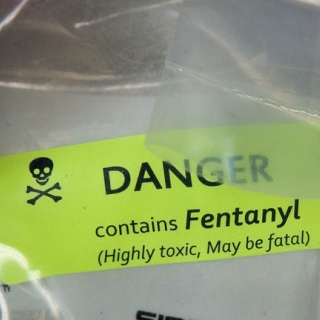 DANGER
contains Fentanyl
(Highly toxic, May be fatal)